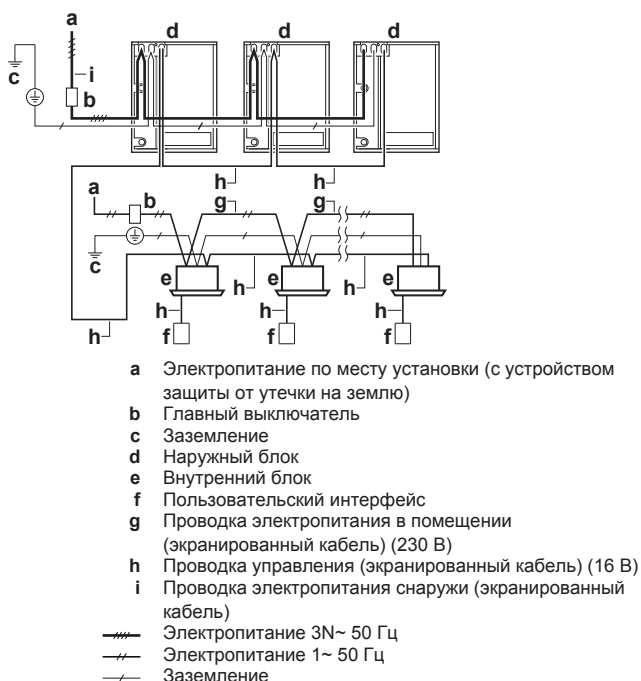 a
d
d
d
c
i
b
h
h
a
b
g
g
c
e
h
e
h
e
h
h
h
h
f
f
f
a Электропитание по месту установки (с устройством
защиты от утечки на землю)
b Главный выключатель
c Заземление
d Наружный блок
e Внутренний блок
f Пользовательский интерфейс
g Проводка электропитания в помещении
(экранированный кабель) (230 В)
h Проводка управления (экранированный кабель) (16 В)
i Проводка электропитания снаружи (экранированный
кабель)
Электропитание 3N~ 50 Гц
Электропитание 1~ 50 Гц
Заземление